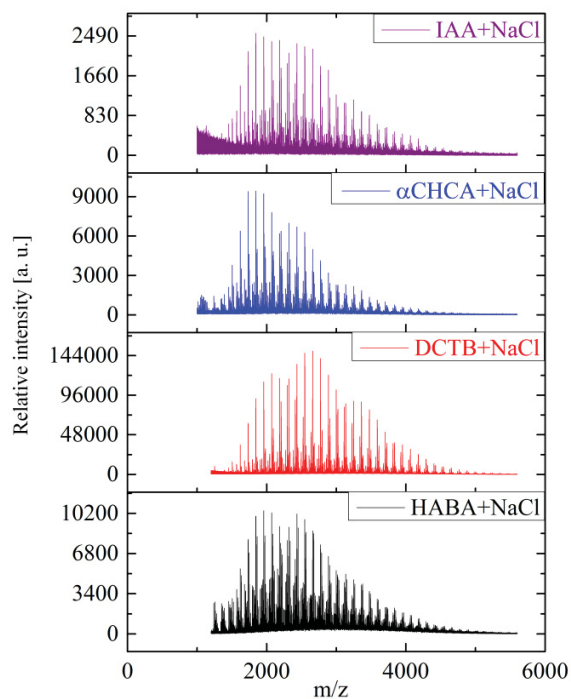 2490
IAA+NaCl
1660
830
0
9000
αCHCA+NaCl
6000
3000
0
Relative intensity [a. u.]
144000
DCTB+NaCl
96000
48000
0
10200
HABA+NaCl
6800
3400
0
0 2000 4000 6000
m/z